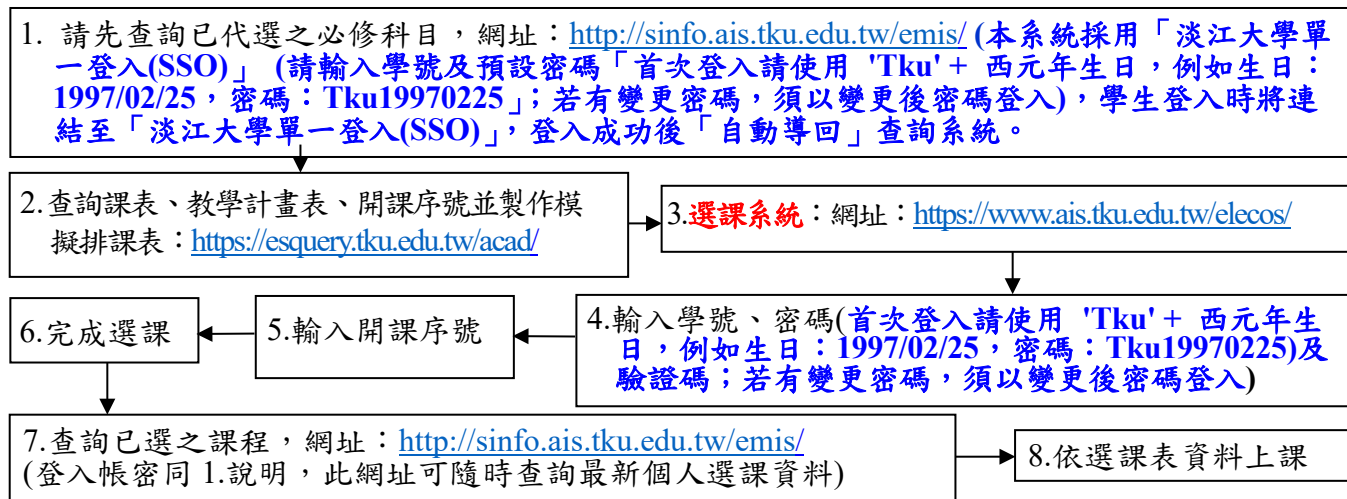 1. 請先查詢已代選之必修科目，網址：http://sinfo.ais.tku.edu.tw/emis/ (本系統採用「淡江大學單
一登入(SSO)」 (請輸入學號及預設密碼「首次登入請使用 'Tku' + 西元年生日，例如生日：
1997/02/25，密碼：Tku19970225」；若有變更密碼，須以變更後密碼登入)，學生登入時將連
結至「淡江大學單一登入(SSO)」，登入成功後「自動導回」查詢系統。
2.查詢課表、教學計畫表、開課序號並製作模
擬排課表：https://esquery.tku.edu.tw/acad/
3.選課系統：網址：https://www.ais.tku.edu.tw/elecos/
4.輸入學號、密碼(首次登入請使用 'Tku' + 西元年生
日，例如生日：1997/02/25，密碼：Tku19970225)及
驗證碼；若有變更密碼，須以變更後密碼登入)
5.輸入開課序號
6.完成選課
7.查詢已選之課程，網址：http://sinfo.ais.tku.edu.tw/emis/
(登入帳密同 1.說明，此網址可隨時查詢最新個人選課資料)
8.依選課表資料上課